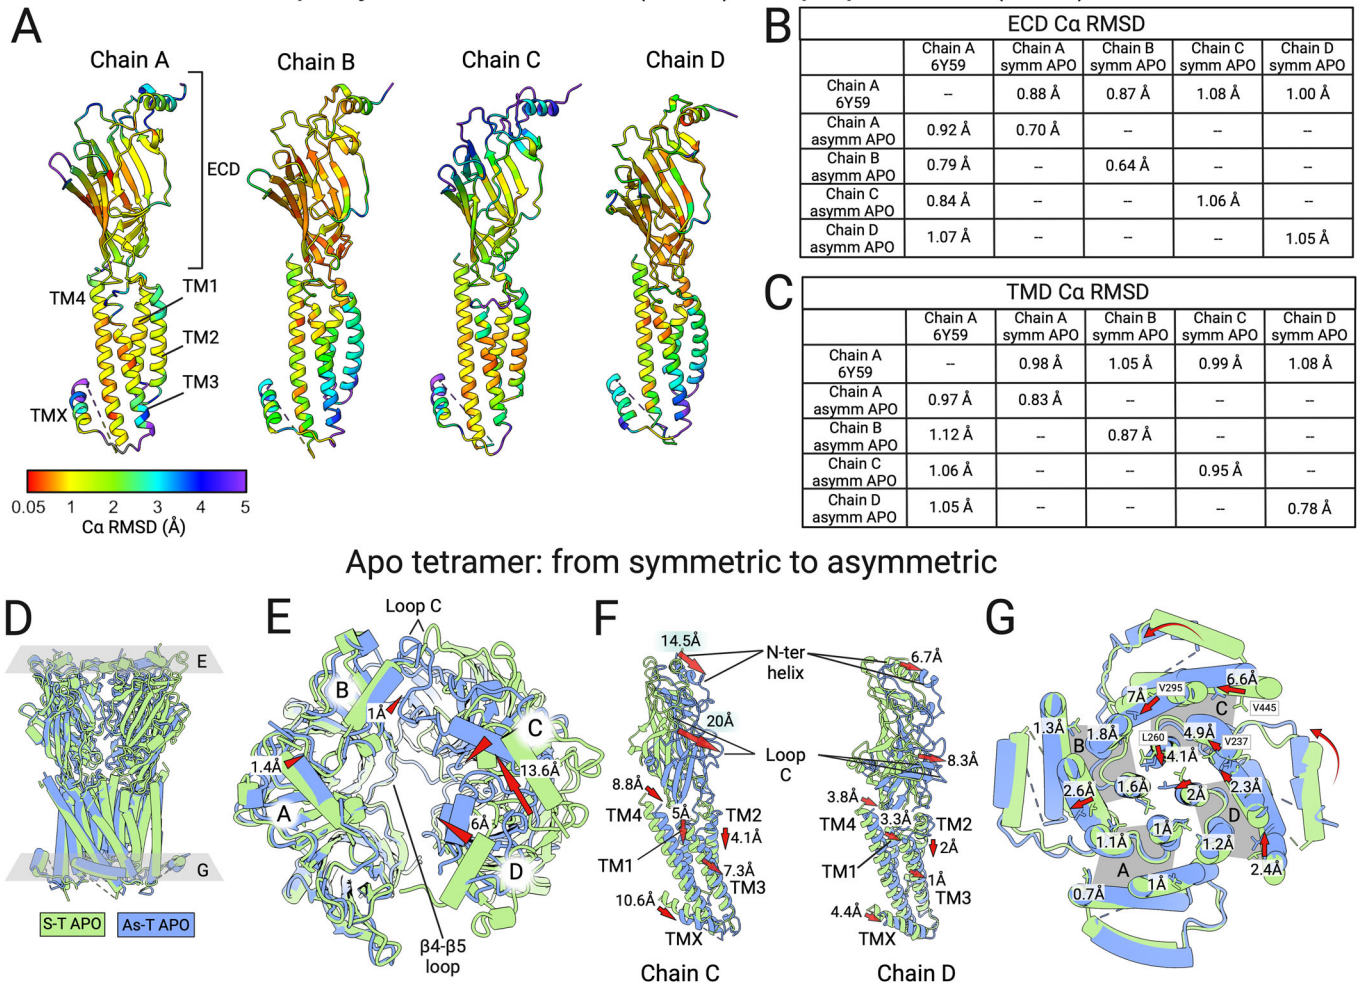 A
Chain A
Chain B
Chain C
Chain D
ECD
TM4
TM1
TM2
TM3
TMX
0.05 1 2 3 4 5
Cα RMSD (Å)
B
ECD Cα RMSD
Chain A 6Y59 | Chain A symm APO | Chain B symm APO | Chain C symm APO | Chain D symm APO
Chain A 6Y59 | -- | 0.88 Å | 0.87 Å | 1.08 Å | 1.00 Å
Chain A asymm APO | 0.92 Å | 0.70 Å | -- | -- | --
Chain B asymm APO | 0.79 Å | -- | 0.64 Å | -- | --
Chain C asymm APO | 0.84 Å | -- | -- | 1.06 Å | --
Chain D asymm APO | 1.07 Å | -- | -- | -- | 1.05 Å
C
TMD Cα RMSD
Chain A 6Y59 | Chain A symm APO | Chain B symm APO | Chain C symm APO | Chain D symm APO
Chain A 6Y59 | -- | 0.98 Å | 1.05 Å | 0.99 Å | 1.08 Å
Chain A asymm APO | 0.97 Å | 0.83 Å | -- | -- | --
Chain B asymm APO | 1.12 Å | -- | 0.87 Å | -- | --
Chain C asymm APO | 1.06 Å | -- | -- | 0.95 Å | --
Chain D asymm APO | 1.05 Å | -- | -- | -- | 0.78 Å
Apo tetramer: from symmetric to asymmetric
D
E
G
S-T APO
As-T APO
E
Loop C
B
1Å
C
1.4Å
13.6Å
A
6Å
D
β4-β5
loop
F
14.5Å
N-ter
helix
6.7Å
20Å
Loop
C
8.3Å
8.8Å
TM4
5Å
TM2
4.1Å
TM1
7.3Å
TM3
10.6Å
TMX
Chain C
3.8Å
TM4
3.3Å
TM2
2Å
TM1
1Å
TM3
4.4Å
TMX
Chain D
G
7Å
V295
6.6Å
C
V445
1.3Å
1.8Å
L260
4.9Å
V237
B
4.1Å
2.6Å
1.6Å
2Å
2.3Å
D
1.1Å
1Å
1.2Å
A
2.4Å
0.7Å
1Å